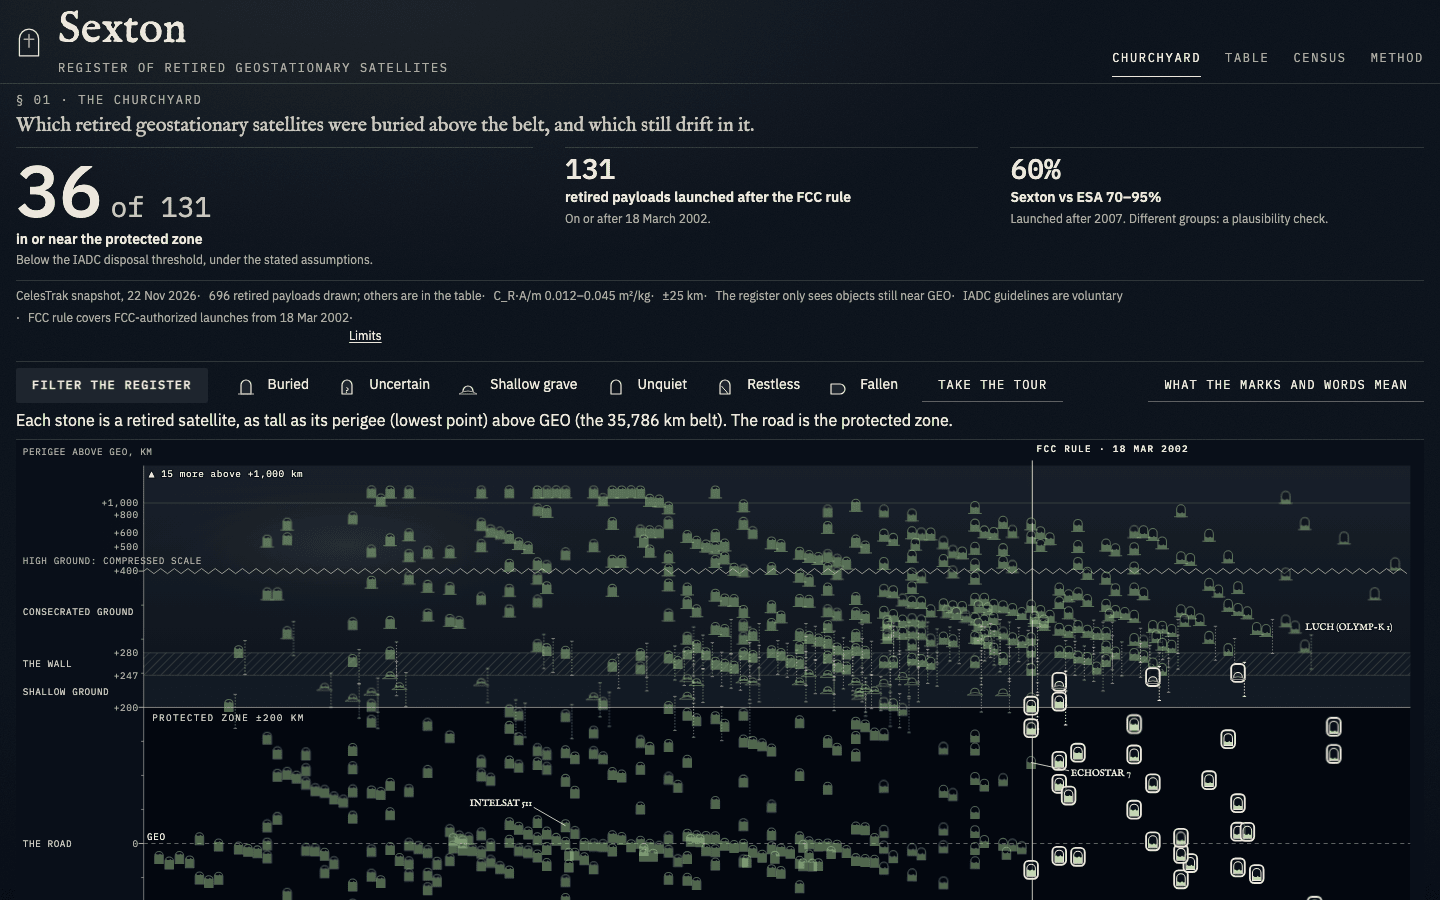 Sexton
REGISTER OF RETIRED GEOSTATIONARY SATELLITES
CHURCHYARD TABLE CENSUS METHOD
§ 01 · THE CHURCHYARD
Which retired geostationary satellites were buried above the belt, and which still drift in it.
36 of 131
in or near the protected zone
Below the IADC disposal threshold, under the stated assumptions.
131
retired payloads launched after the FCC rule
On or after 18 March 2002.
60%
Sexton vs ESA 70–95%
Launched after 2007. Different groups: a plausibility check.
CelesTrak snapshot, 22 Nov 2026· 696 retired payloads drawn; others are in the table· C_R·A/m 0.012–0.045 m²/kg· ±25 km· The register only sees objects still near GEO· IADC guidelines are voluntary
· FCC rule covers FCC-authorized launches from 18 Mar 2002·
Limits
FILTER THE REGISTER Buried Uncertain Shallow grave Unquiet Restless Fallen TAKE THE TOUR WHAT THE MARKS AND WORDS MEAN
Each stone is a retired satellite, as tall as its perigee (lowest point) above GEO (the 35,786 km belt). The road is the protected zone.
PERIGEE ABOVE GEO, KM
FCC RULE · 18 MAR 2002
▲ 15 more above +1,000 km
+1,000
+800
+600
+500
HIGH GROUND: COMPRESSED SCALE
+400
CONSECRATED GROUND
LUCH (OLYMP-K 1)
+280
THE WALL
+247
SHALLOW GROUND
+200
PROTECTED ZONE ±200 KM
ECHOSTAR 7
INTELSAT 511
GEO
THE ROAD 0